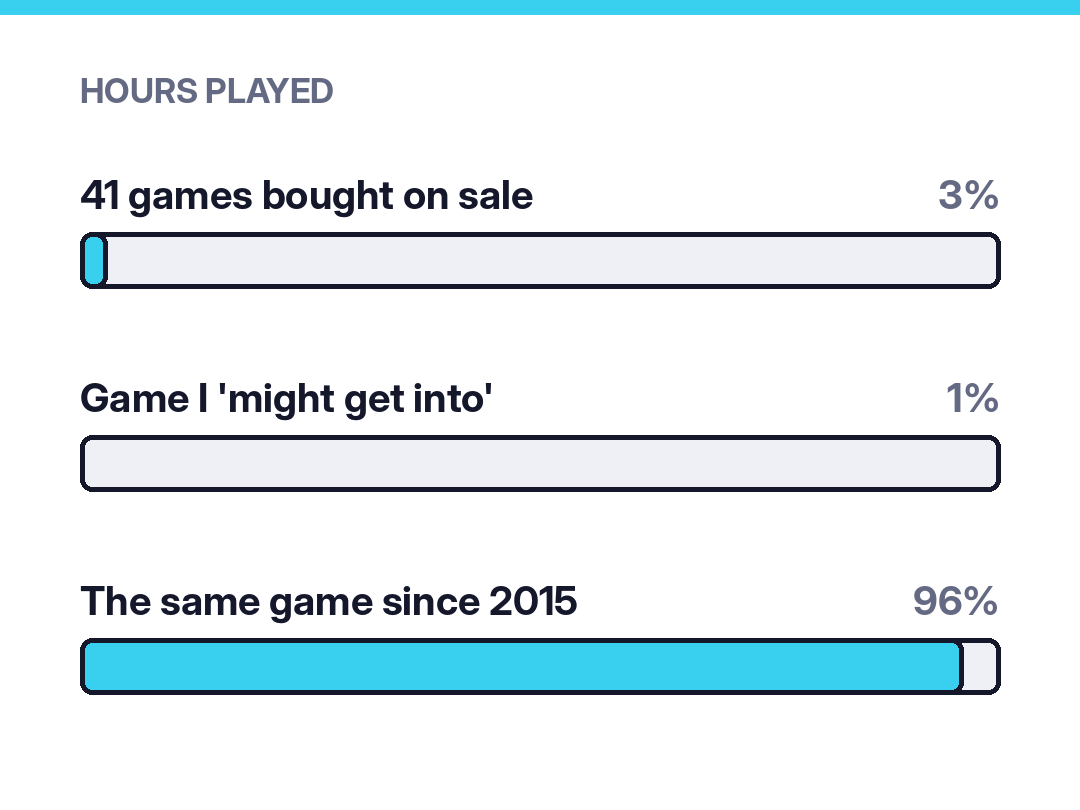 HOURS PLAYED
41 games bought on sale 3%
Game I 'might get into' 1%
The same game since 2015 96%